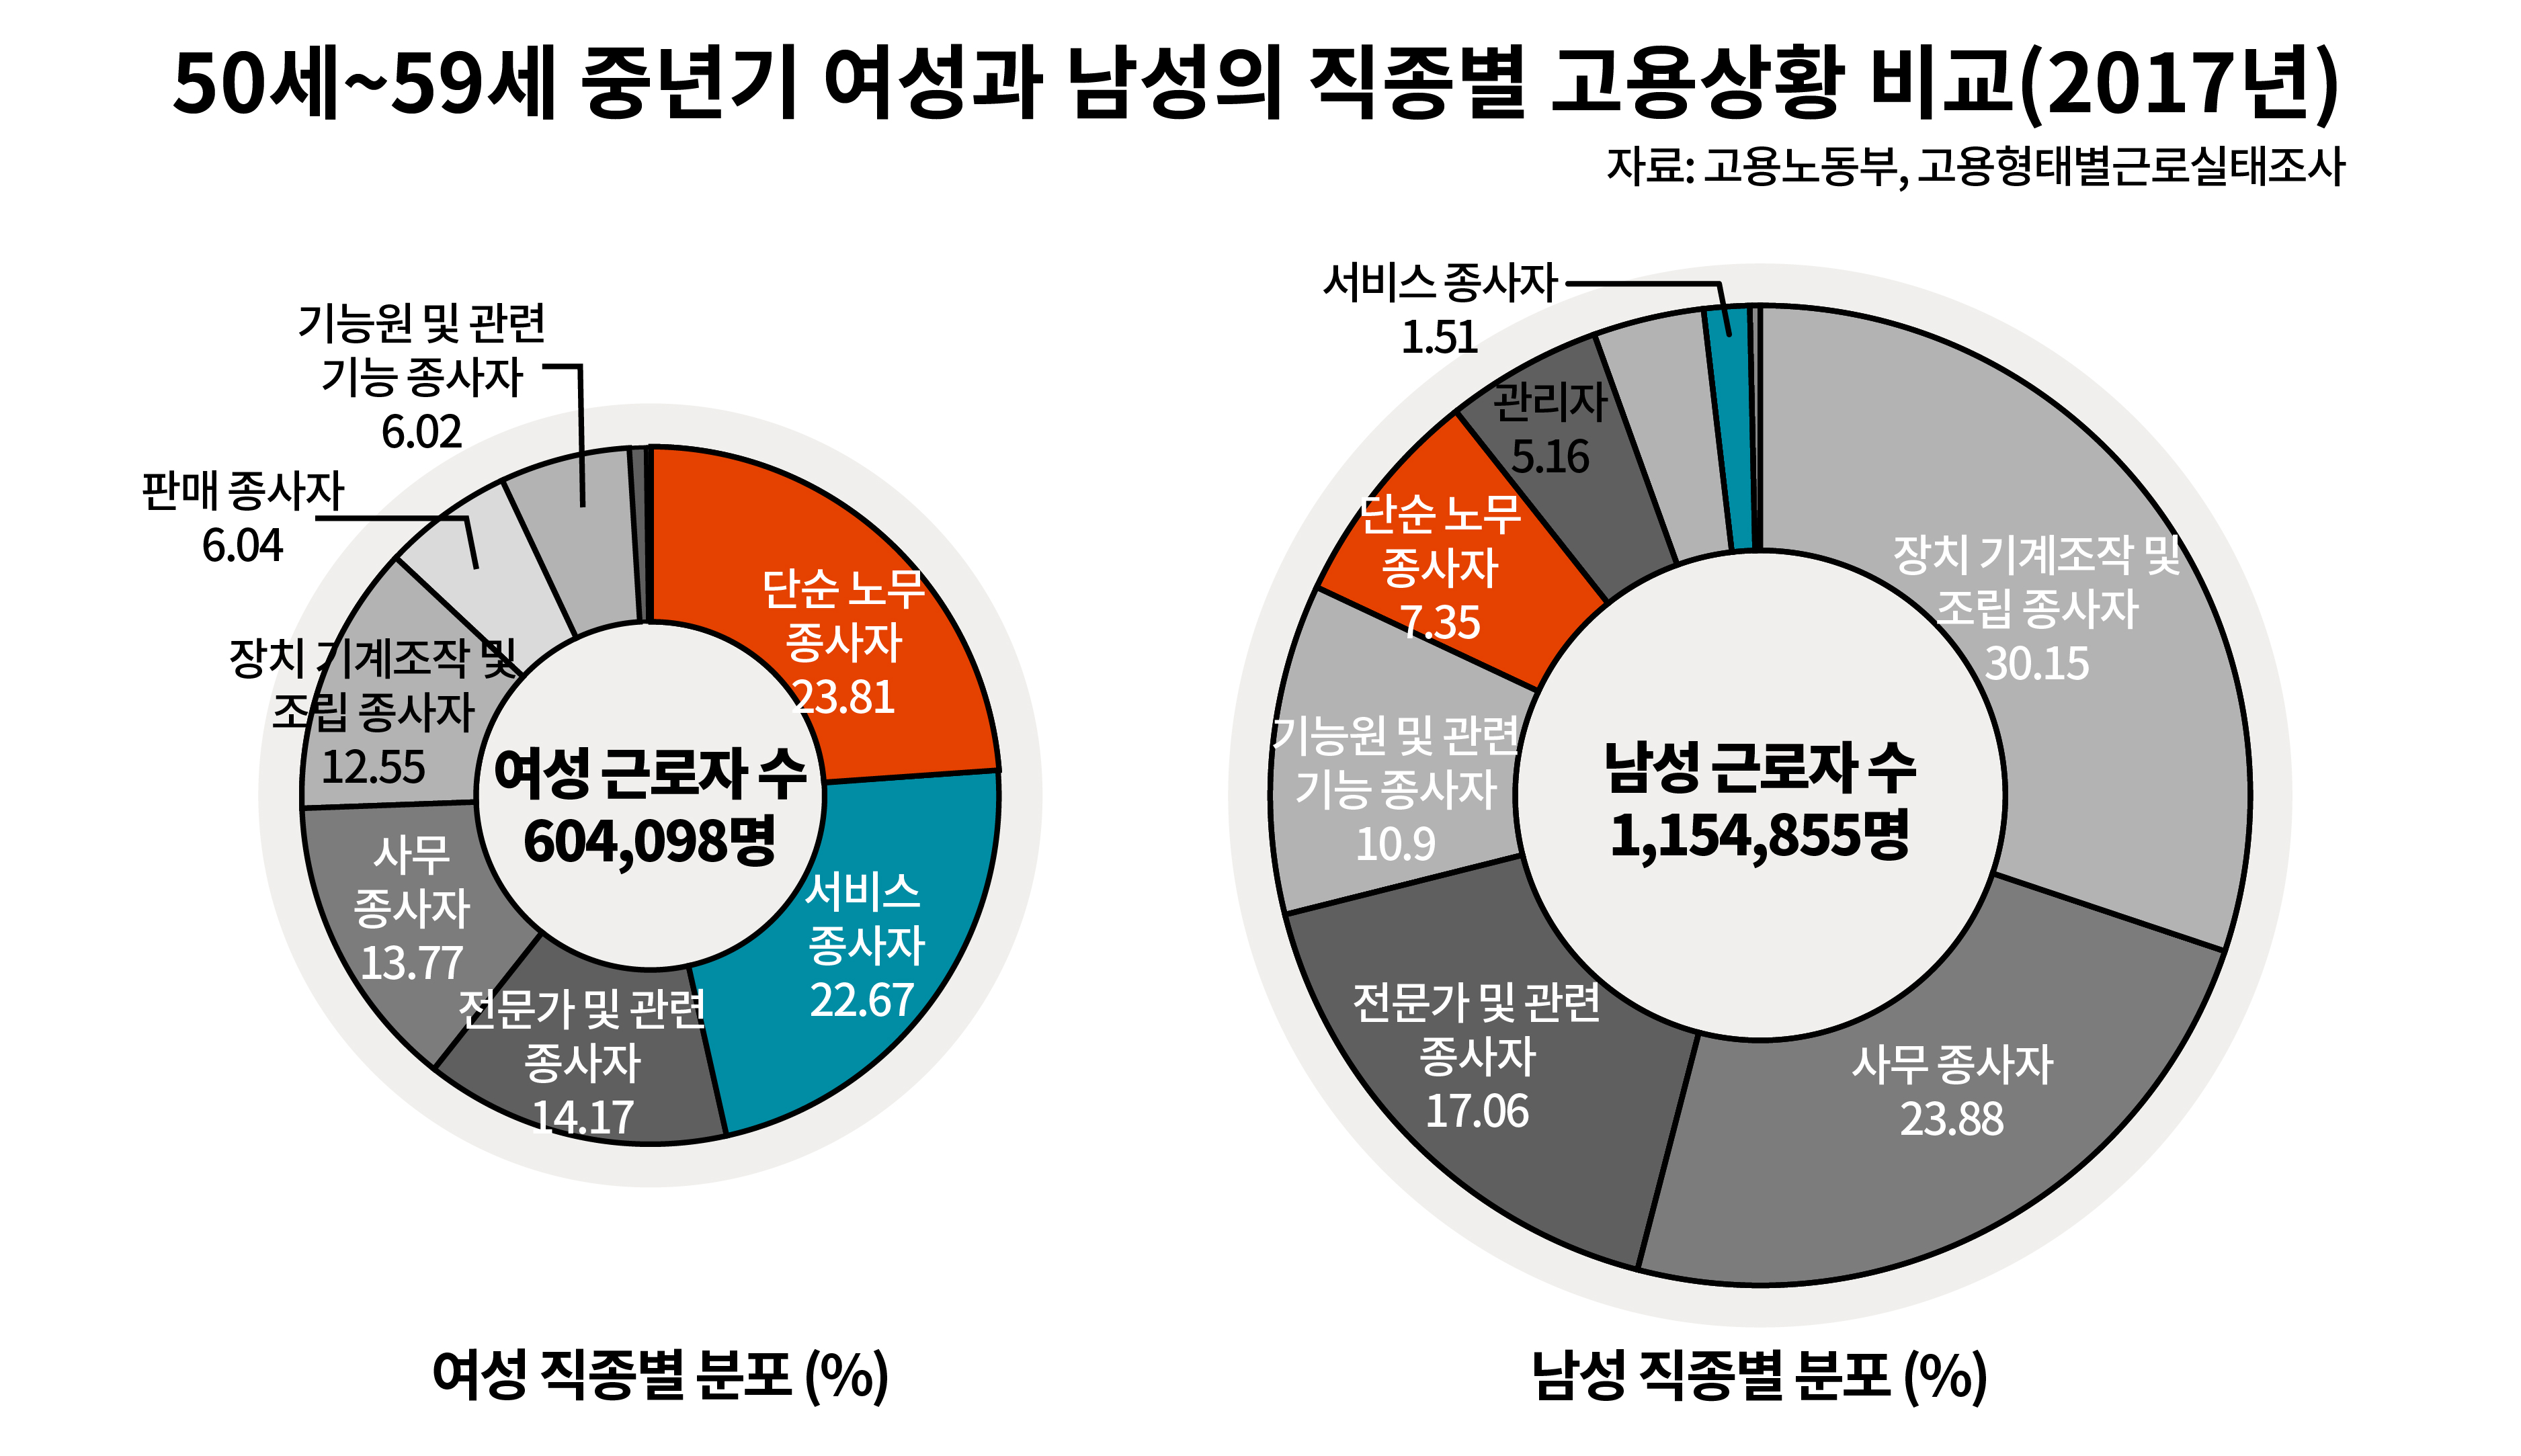 50세~59세 중년기 여성과 남성의 직종별 고용상황 비교(2017년)
자료: 고용노동부, 고용형태별근로실태조사
기능원 및 관련
기능 종사자
6.02
판매 종사자
6.04
장치 기계조작 및
조립 종사자
12.55
사무
종사자
13.77
전문가 및 관련
종사자
14.17
서비스
종사자
22.67
단순 노무
종사자
23.81
여성 근로자 수
604,098명
여성 직종별 분포 (%)
서비스 종사자
1.51
관리자
5.16
단순 노무
종사자
7.35
기능원 및 관련
기능 종사자
10.9
전문가 및 관련
종사자
17.06
사무 종사자
23.88
장치 기계조작 및
조립 종사자
30.15
남성 근로자 수
1,154,855명
남성 직종별 분포 (%)